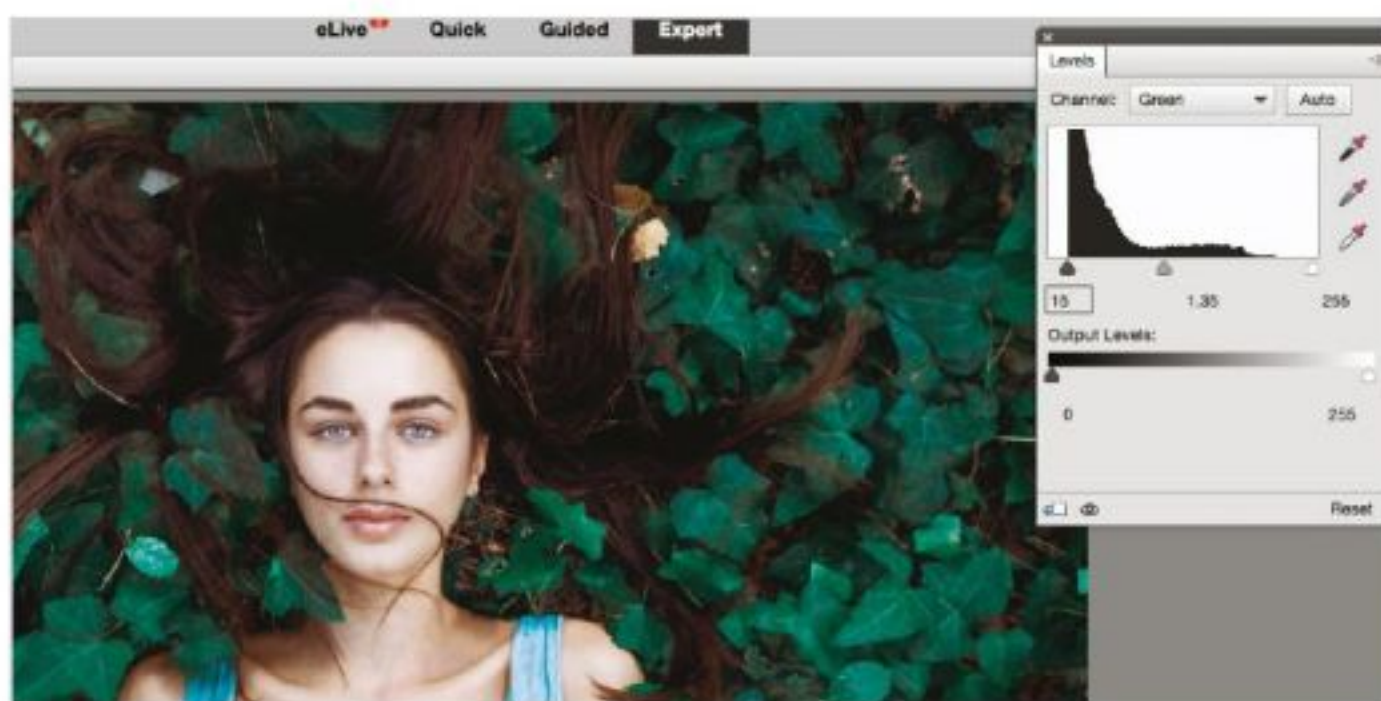 eLive Quick Guided Expert
Levels
Channel: Green Auto
15 1.35 255
Output Levels:
0 255
Reset